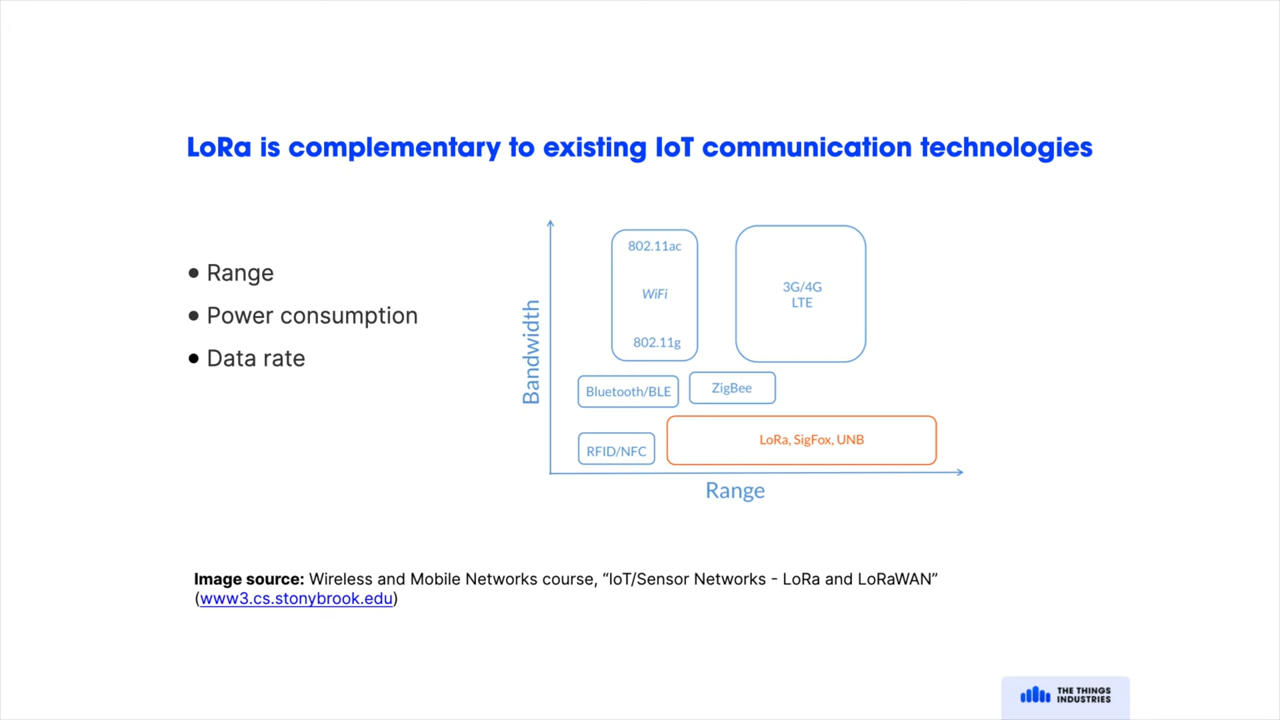 LoRa is complementary to existing IoT communication technologies
• Range
• Power consumption
• Data rate
Bandwidth
802.11ac
WiFi
802.11g
3G/4G
LTE
Bluetooth/BLE
ZigBee
RFID/NFC
LoRa, SigFox, UNB
Range
Image source: Wireless and Mobile Networks course, “IoT/Sensor Networks - LoRa and LoRaWAN”
(www3.cs.stonybrook.edu)
THE THINGS
INDUSTRIES